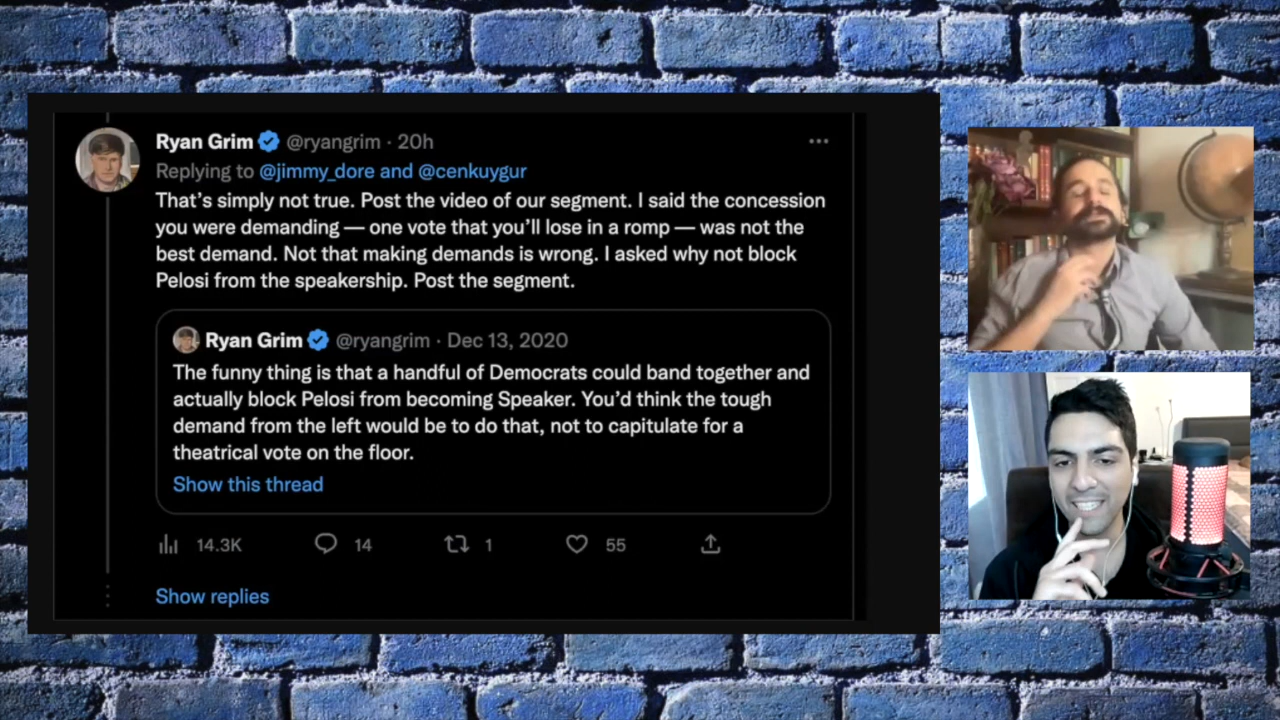 Ryan Grim @ryangrim · 20h
Replying to @jimmy_dore and @cenkuygur
That’s simply not true. Post the video of our segment. I said the concession
you were demanding — one vote that you’ll lose in a romp — was not the
best demand. Not that making demands is wrong. I asked why not block
Pelosi from the speakership. Post the segment.
Ryan Grim @ryangrim · Dec 13, 2020
The funny thing is that a handful of Democrats could band together and
actually block Pelosi from becoming Speaker. You’d think the tough
demand from the left would be to do that, not to capitulate for a
theatrical vote on the floor.
Show this thread
14.3K 14 1 55
Show replies